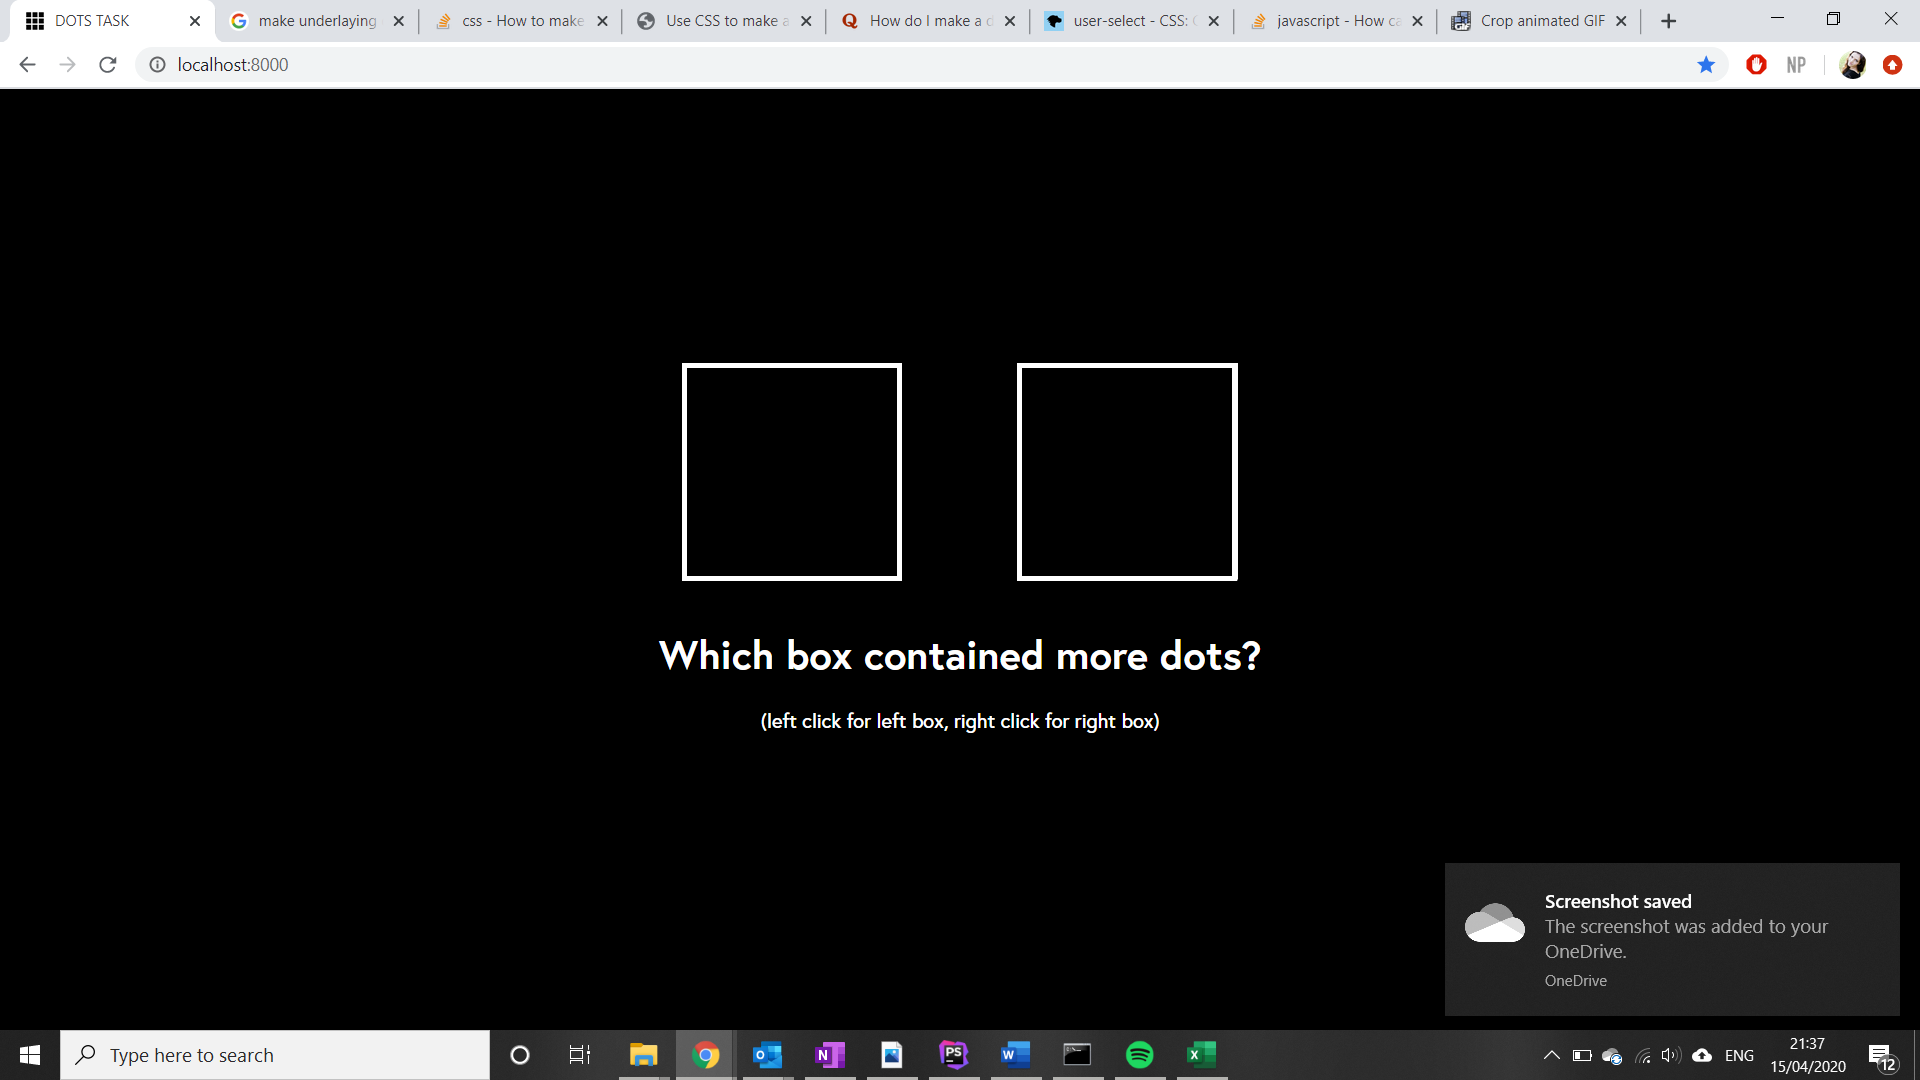 DOTS TASK
make underlaying
css - How to make
Use CSS to make a
How do I make a d
user-select - CSS: C
javascript - How ca
Crop animated GIF
localhost:8000
NP
Which box contained more dots?
(left click for left box, right click for right box)
Screenshot saved
The screenshot was added to your
OneDrive.
OneDrive
Type here to search
ENG
21:37
15/04/2020
12